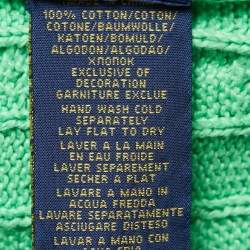 100% COTTON/COTON/
COTONE/BAUMWOLLE/
KATOEN/BOMULD/
ALGODON/ALGODAO/
ХЛОПОК
EXCLUSIVE OF
DECORATION
GARNITURE EXCLUE
HAND WASH COLD
SEPARATELY
LAY FLAT TO DRY
LAVER A LA MAIN
EN EAU FROIDE
LAVER SEPAREMENT
SECHER A PLAT
LAVARE A MANO IN
ACQUA FREDDA
LAVARE SEPARATAMENTE
ASCIUGARE DISTESO
LAVAR A MANO CON